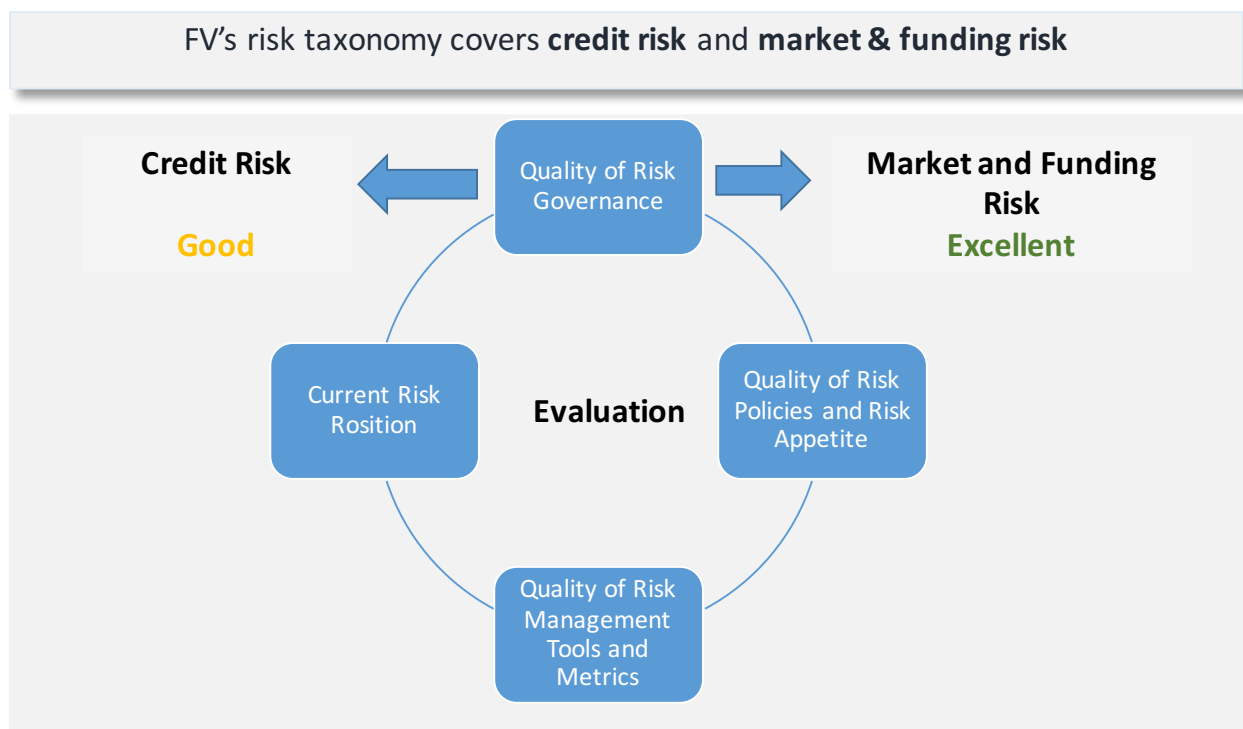 FV’s risk taxonomy covers credit risk and market & funding risk
Credit Risk
Good
Quality of Risk
Governance
Market and Funding
Risk
Excellent
Current Risk
Rosition
Evaluation
Quality of Risk
Policies and Risk
Appetite
Quality of Risk
Management
Tools and
Metrics